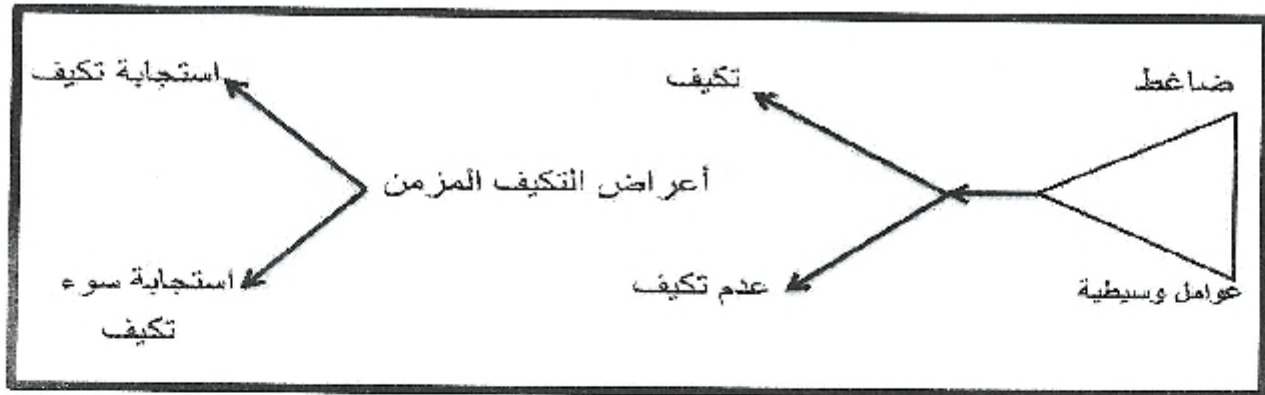 ضاغط
تكيف
استجابة تكيف
أعراض التكيف المزمن
عوامل وسيطية
عدم تكيف
استجابة سوء
تكيف